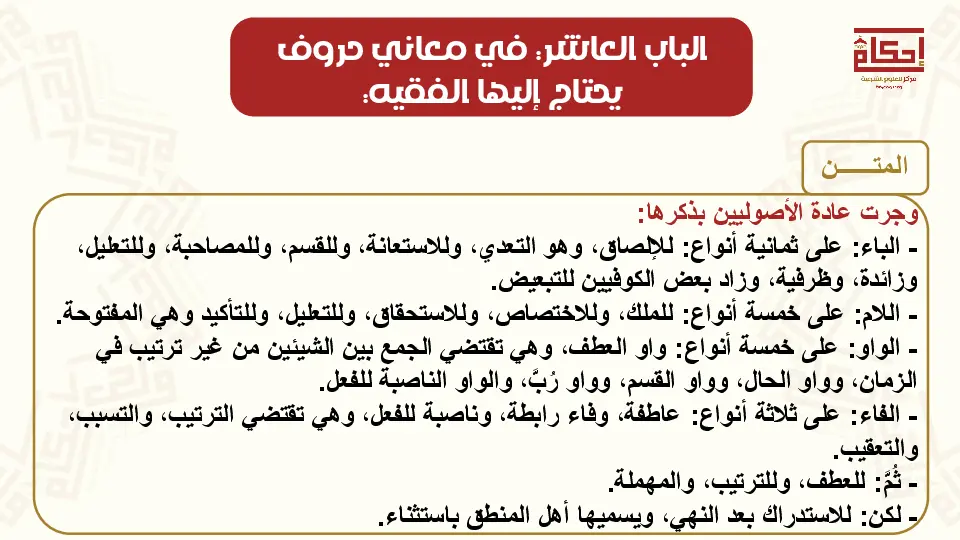 الباب العاشر: في معاني حروف
يحتاج إليها الفقيه:
إحكام
مركز للعلوم الشرعية
المتـــــن
وجرت عادة الأصوليين بذكرها:
- الباء: على ثمانية أنواع: للإلصاق، وهو التعدي، وللاستعانة، وللقسم، وللمصاحبة، وللتعليل،
وزائدة، وظرفية، وزاد بعض الكوفيين للتبعيض.
- اللام: على خمسة أنواع: للملك، وللاختصاص، وللاستحقاق، وللتعليل، وللتأكيد وهي المفتوحة.
- الواو: على خمسة أنواع: واو العطف، وهي تقتضي الجمع بين الشيئين من غير ترتيب في
الزمان، وواو الحال، وواو القسم، وواو رُبَّ، والواو الناصبة للفعل.
- الفاء: على ثلاثة أنواع: عاطفة، وفاء رابطة، وناصبة للفعل، وهي تقتضي الترتيب، والتسبب،
والتعقيب.
- ثُمَّ: للعطف، وللترتيب، والمهملة.
- لكن: للاستدراك بعد النهي، ويسميها أهل المنطق باستثناء.